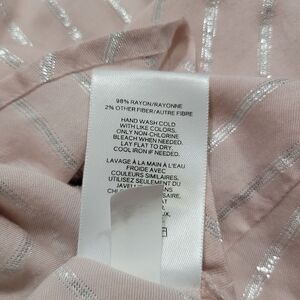 98% RAYON/RAYONNE
2% OTHER FIBER/AUTRE FIBRE
HAND WASH COLD
WITH LIKE COLORS.
ONLY NON-CHLORINE
BLEACH WHEN NEEDED.
LAY FLAT TO DRY.
COOL IRON IF NEEDED.
LAVAGE À LA MAIN À L'EAU
FROIDE AVEC
COULEURS SIMILAIRES.
UTILISEZ SEULEMENT DE